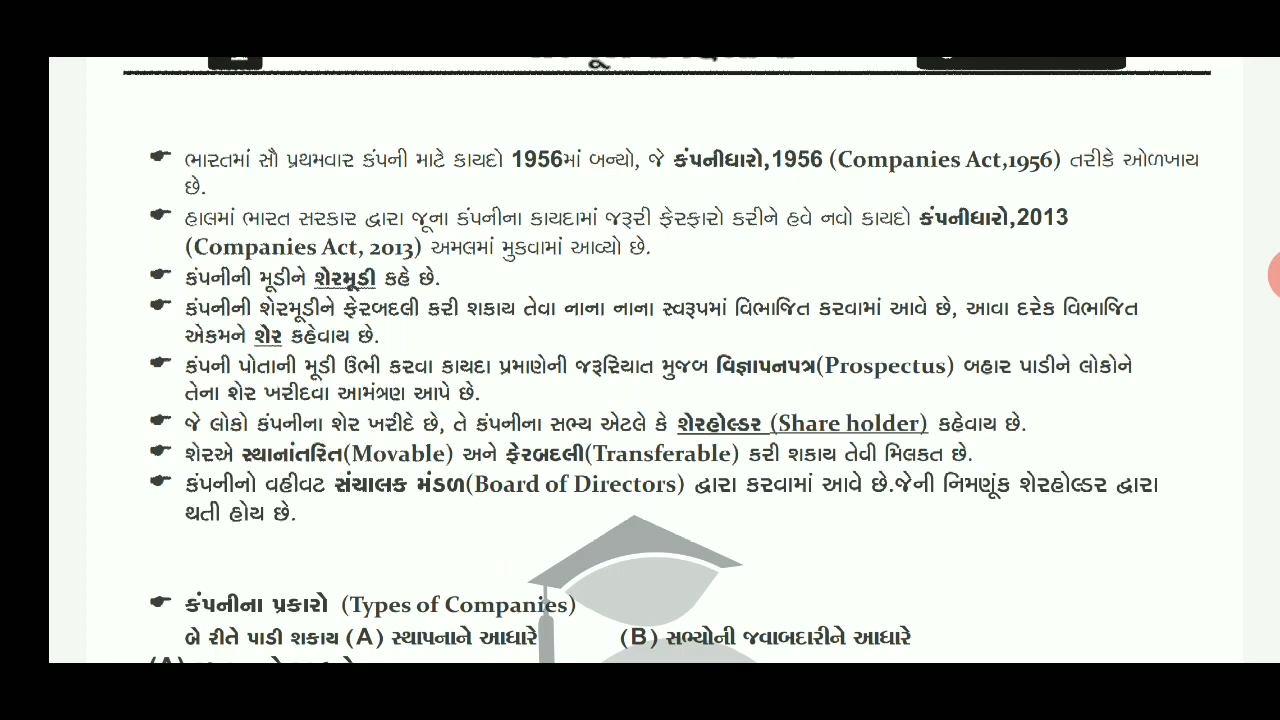 ભારતમાં સૌ પ્રથમવાર કંપની માટે કાયદો 1956માં બન્યો, જે કંપનીધારો,1956 (Companies Act,1956) તરીકે ઓળખાય
છે.
હાલમાં ભારત સરકાર દ્વારા જૂના કંપનીના કાયદામાં જરૂરી ફેરફારો કરીને હવે નવો કાયદો કંપનીધારો,2013
(Companies Act, 2013) અમલમાં મુકવામાં આવ્યો છે.
કંપનીની મૂડીને શેરમૂડી કહે છે.
કંપનીની શેરમૂડીને ફેરબદલી કરી શકાય તેવા નાના નાના સ્વરૂપમાં વિભાજિત કરવામાં આવે છે, આવા દરેક વિભાજિત
એકમને શેર કહેવાય છે.
કંપની પોતાની મૂડી ઉભી કરવા કાયદા પ્રમાણેની જરૂરિયાત મુજબ વિજ્ઞાપનપત્ર(Prospectus) બહાર પાડીને લોકોને
તેના શેર ખરીદવા આમંત્રણ આપે છે.
જે લોકો કંપનીના શેર ખરીદે છે, તે કંપનીના સભ્ય એટલે કે શેરહોલ્ડર (Share holder) કહેવાય છે.
શેરએ સ્થાનાંતરિત(Movable) અને ફેરબદલી(Transferable) કરી શકાય તેવી મિલકત છે.
કંપનીનો વહીવટ સંચાલક મંડળ(Board of Directors) દ્વારા કરવામાં આવે છે.જેની નિમણૂંક શેરહોલ્ડર દ્વારા
થતી હોય છે.
કંપનીના પ્રકારો (Types of Companies)
બે રીતે પાડી શકાય (A) સ્થાપનાને આધારે (B) સભ્યોની જવાબદારીને આધારે
(A)